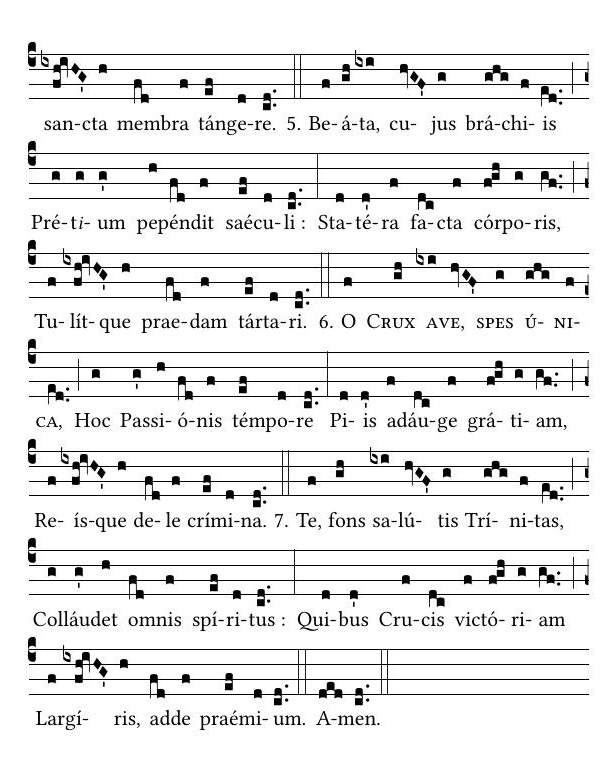 san-cta membra tánge-re. 5. Be-á-ta, cu-jus brá-chi-is
Pré-ti-um pepéndit saécu-li : Sta-té-ra fa-cta córpo-ris,
Tu-lít-que prae-dam tárta-ri. 6. O Crux ave, spes ú-ni-
ca, Hoc Passi-ó-nis témpo-re Pi-is adáu-ge grá-ti-am,
Re-ís-que de-le crími-na. 7. Te, fons sa-lú-tis Trí-ni-tas,
Colláudet omnis spí-ri-tus : Qui-bus Cru-cis victó-ri-am
Largí-ris, adde praémi-um. A-men.